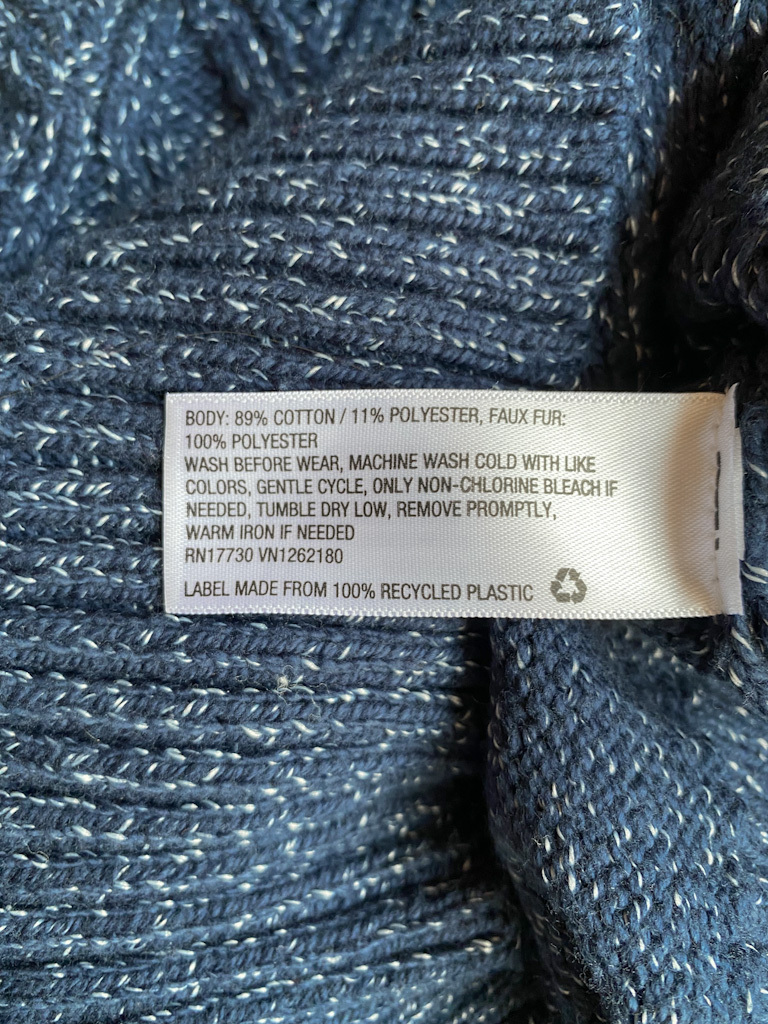 BODY: 89% COTTON / 11% POLYESTER, FAUX FUR:
100% POLYESTER
WASH BEFORE WEAR, MACHINE WASH COLD WITH LIKE
COLORS, GENTLE CYCLE, ONLY NON-CHLORINE BLEACH IF
NEEDED, TUMBLE DRY LOW, REMOVE PROMPTLY,
WARM IRON IF NEEDED
RN17730 VN1262180
LABEL MADE FROM 100% RECYCLED PLASTIC